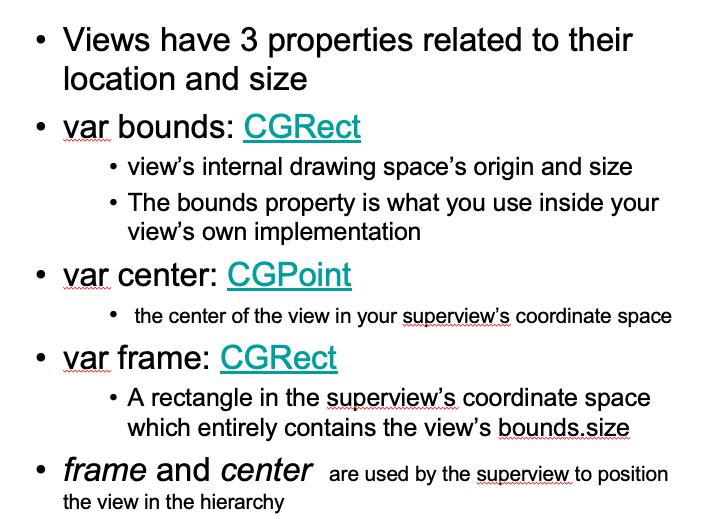 • Views have 3 properties related to their
location and size
• var bounds: CGRect
• view’s internal drawing space’s origin and size
• The bounds property is what you use inside your
view’s own implementation
• var center: CGPoint
• the center of the view in your superview’s coordinate space
• var frame: CGRect
• A rectangle in the superview’s coordinate space
which entirely contains the view’s bounds.size
• frame and center are used by the superview to position
the view in the hierarchy